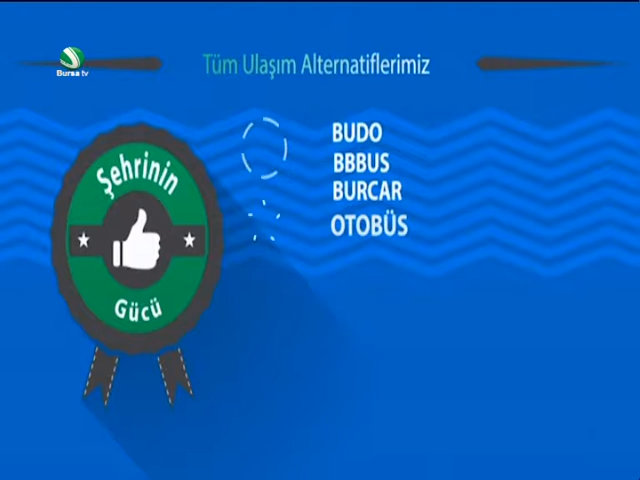 Bursa tv
Tüm Ulaşım Alternatiflerimiz
BUDO
BBBUS
BURCAR
OTOBÜS
Şehrinin
Gücü